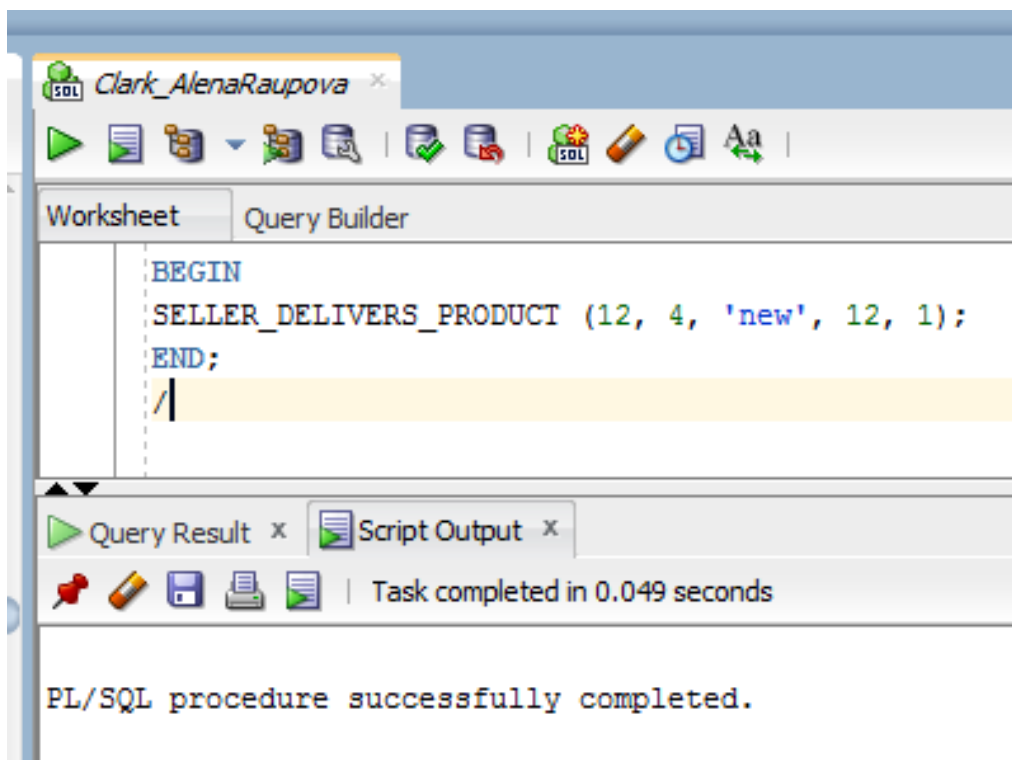 Clark_AlenaRaupova
Worksheet Query Builder
BEGIN
SELLER_DELIVERS_PRODUCT (12, 4, 'new', 12, 1);
END;
/
Query Result x Script Output x
Task completed in 0.049 seconds
PL/SQL procedure successfully completed.